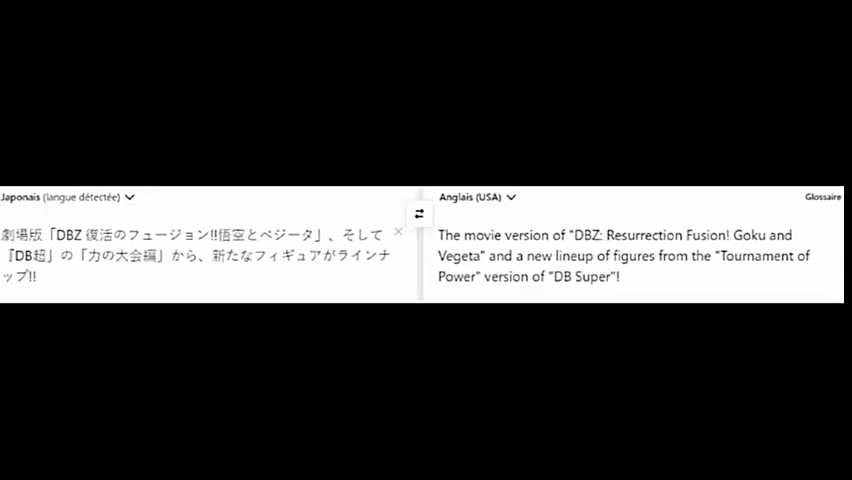 Japonais (langue détectée)
Anglais (USA)
Glossaire
劇場版「DBZ 復活のフュージョン!!悟空とベジータ」、そして
『DB超」の「力の大会編」から、新たなフィギュアがラインナ
ップ!!
The movie version of "DBZ: Resurrection Fusion! Goku and
Vegeta" and a new lineup of figures from the "Tournament of
Power" version of "DB Super"!